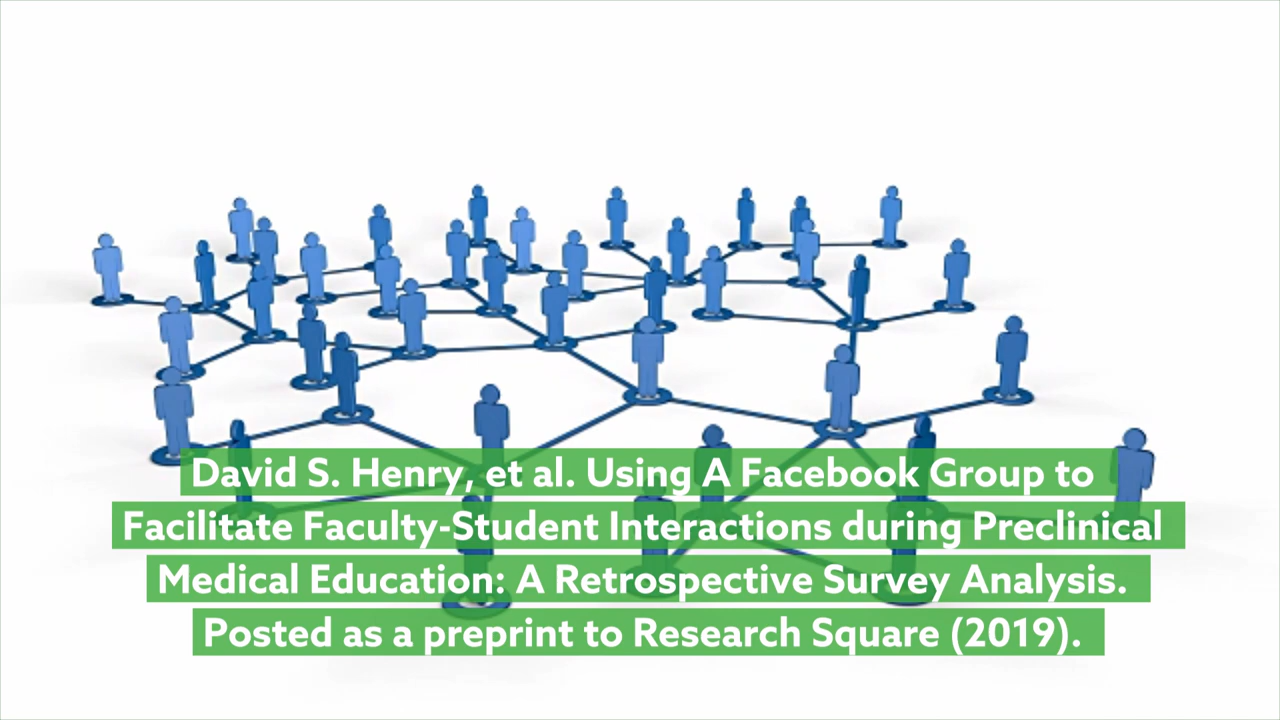 David S. Henry, et al. Using A Facebook Group to
Facilitate Faculty-Student Interactions during Preclinical
Medical Education: A Retrospective Survey Analysis.
Posted as a preprint to Research Square (2019).